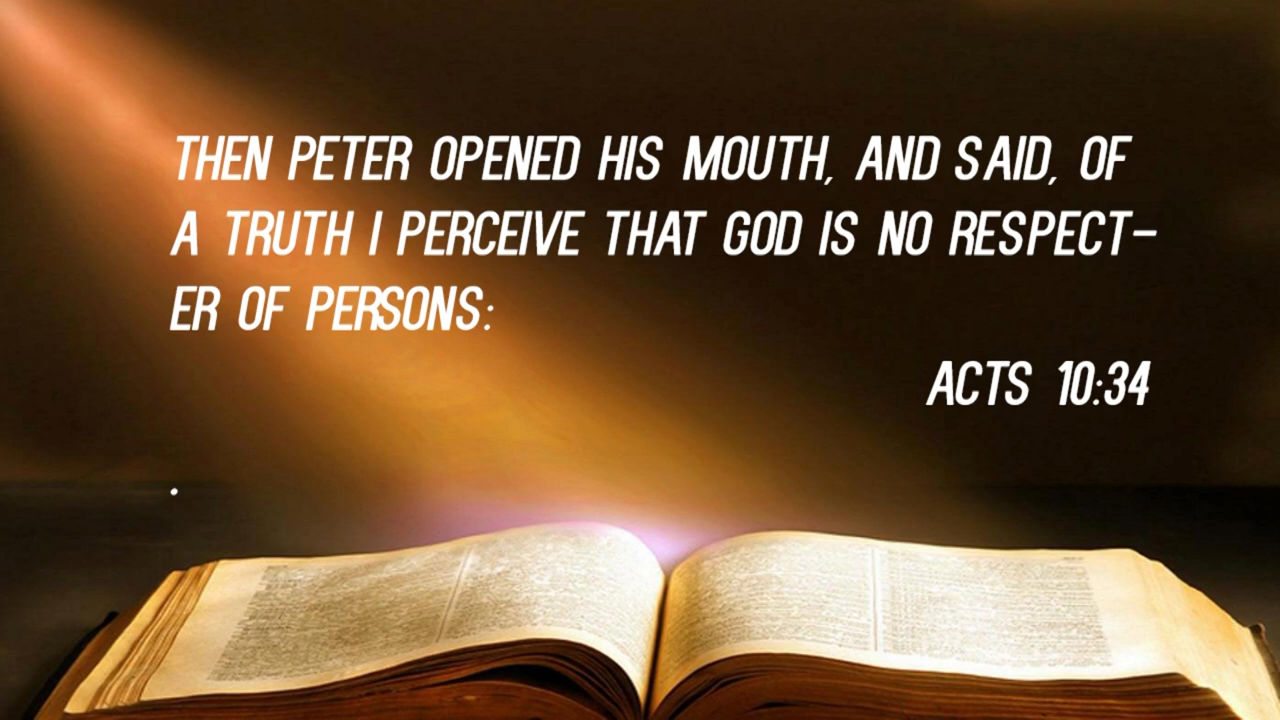 THEN PETER OPENED HIS MOUTH, AND SAID, OF
A TRUTH I PERCEIVE THAT GOD IS NO RESPECT-
ER OF PERSONS:
ACTS 10:34
.